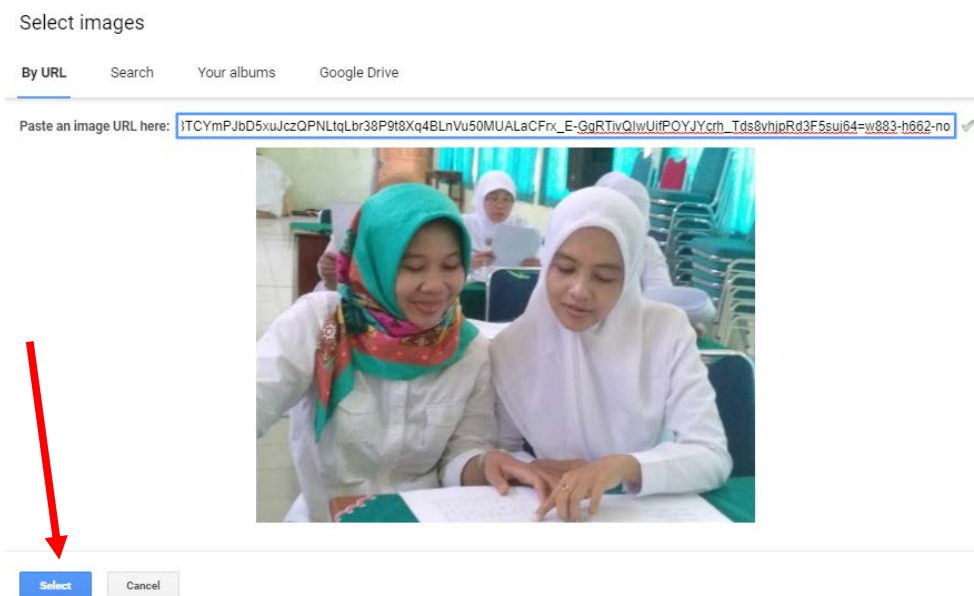 Select images
By URL Search Your albums Google Drive
Paste an image URL here: 3TCYmPJbD5xuJczQPNLtqLbr38P9t8Xq4BLnVu50MUALaCFrx_E-GgRTivQIwUifPOYJYcrh_Tds8vhjpRd3F5suj64=w883-h662-no
Select Cancel